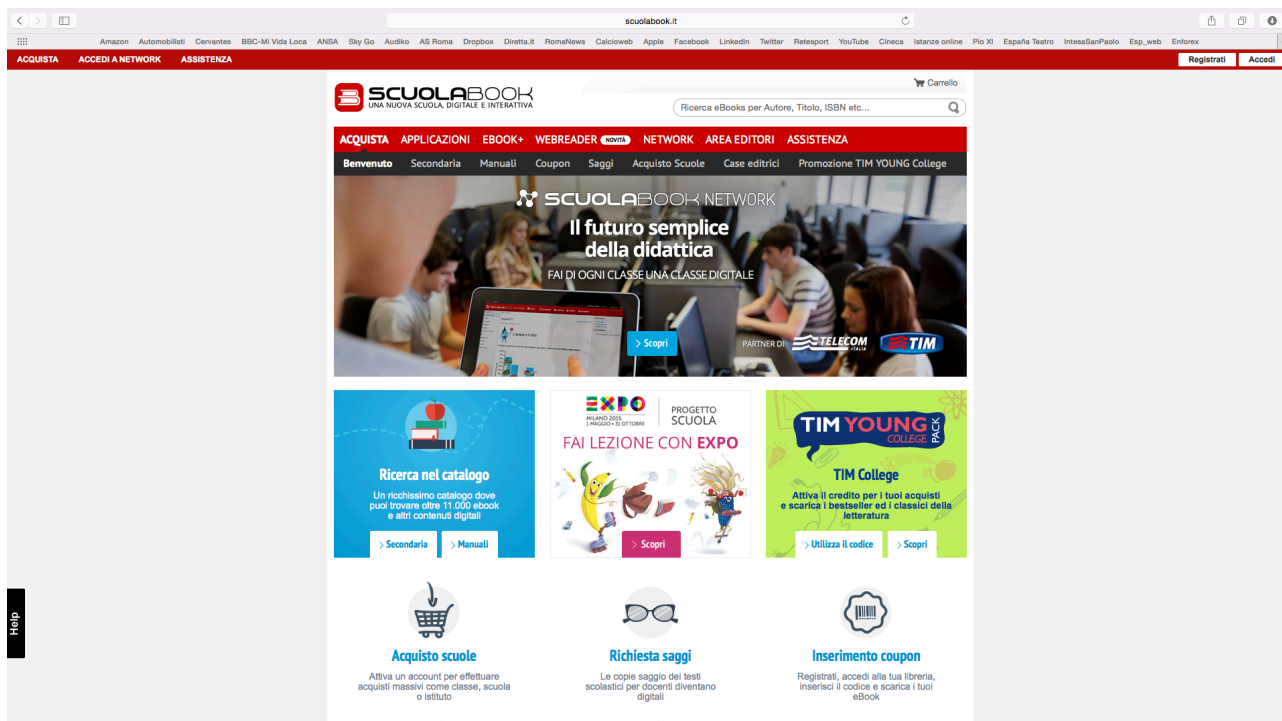 scuolabook.it
Amazon Automobilisti Cervantes BBC-Mi Vida Loca ANSA Sky Go Audiko AS Roma Dropbox Diretta.it RomaNews Calcioweb Apple Facebook LinkedIn Twitter Retesport YouTube Cineca Istanze online Pio XI España Teatro IntesaSanPaolo Esp_web Enforex
ACQUISTA ACCEDI A NETWORK ASSISTENZA Registrati Accedi
Carrello
SCUOLABOOK
UNA NUOVA SCUOLA, DIGITALE E INTERATTIVA
Ricerca eBooks per Autore, Titolo, ISBN etc...
ACQUISTA APPLICAZIONI EBOOK+ WEBREADER NOVITÀ NETWORK AREA EDITORI ASSISTENZA
Benvenuto Secondaria Manuali Coupon Saggi Acquisto Scuole Case editrici Promozione TIM YOUNG College
SCUOLABOOK NETWORK
Il futuro semplice
della didattica
FAI DI OGNI CLASSE UNA CLASSE DIGITALE
> Scopri
PARTNER DI TELECOM ITALIA TIM
Ricerca nel catalogo
Un ricchissimo catalogo dove
puoi trovare oltre 11.000 ebook
e altri contenuti digitali
> Secondaria > Manuali
EXPO
MILANO 2015
1 MAGGIO • 31 OTTOBRE
PROGETTO
SCUOLA
FAI LEZIONE CON EXPO
> Scopri
TIM YOUNG
COLLEGE
PACK
TIM College
Attiva il credito per i tuoi acquisti
e scarica i bestseller ed i classici della
letteratura
> Utilizza il codice > Scopri
Help
Acquisto scuole
Attiva un account per effettuare
acquisti massivi come classe, scuola
o istituto
Richiesta saggi
Le copie saggio dei testi
scolastici per docenti diventano
digitali
Inserimento coupon
Registrati, accedi alla tua libreria,
inserisci il codice e scarica i tuoi
eBook